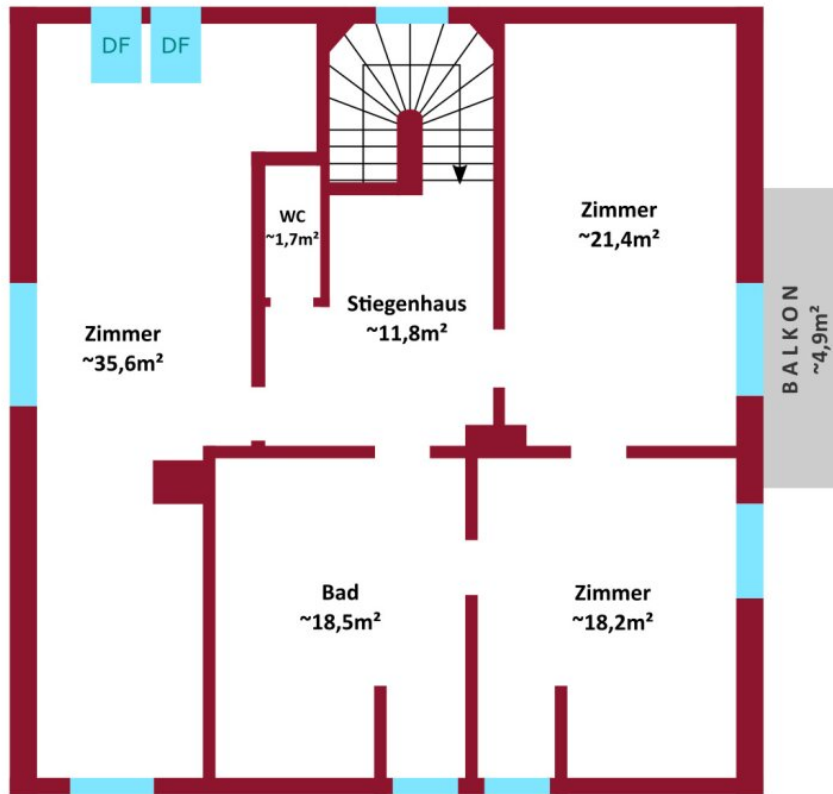 DF
DF
WC
~1,7m²
Zimmer
~21,4m²
Stiegenhaus
~11,8m²
Zimmer
~35,6m²
BALKON
~4,9m²
Bad
~18,5m²
Zimmer
~18,2m²